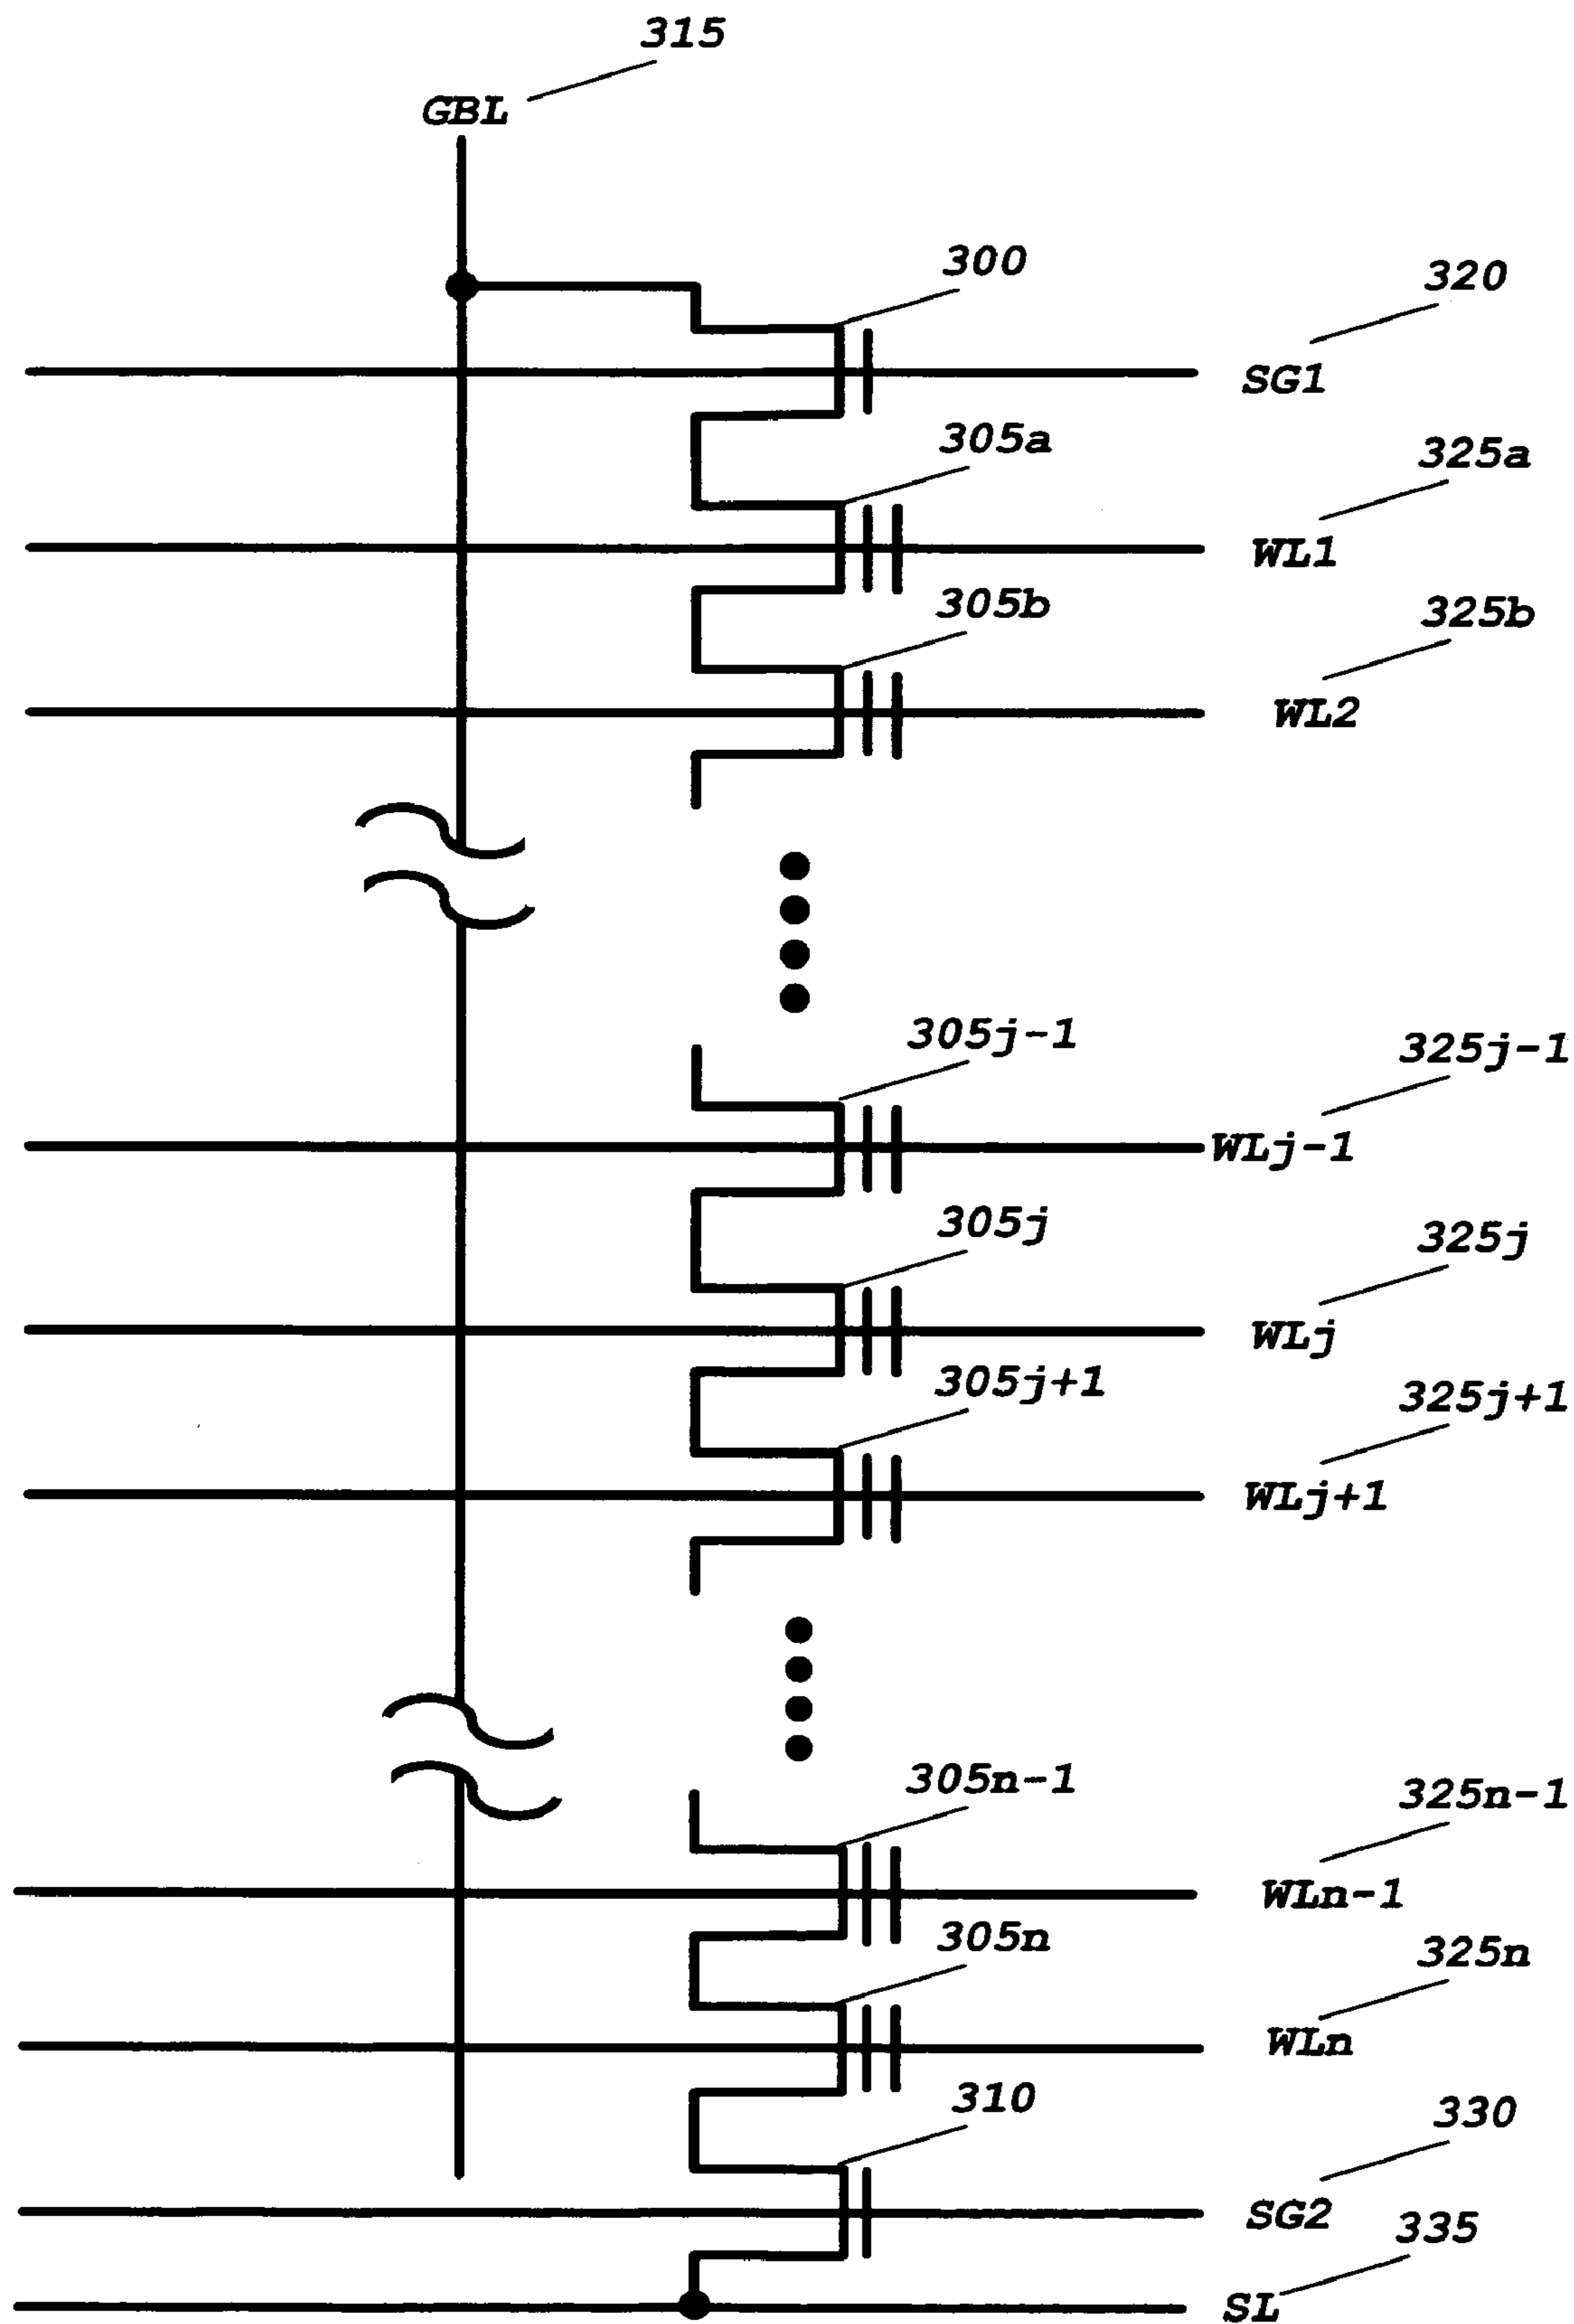 315
GBL
300
320
SG1
305a
325a
WL1
305b
325b
WL2
305j-1
325j-1
WLj-1
305j
325j
WLj
305j+1
325j+1
WLj+1
305n-1
325n-1
WLn-1
305n
325n
WLn
310
330
SG2
335
SL